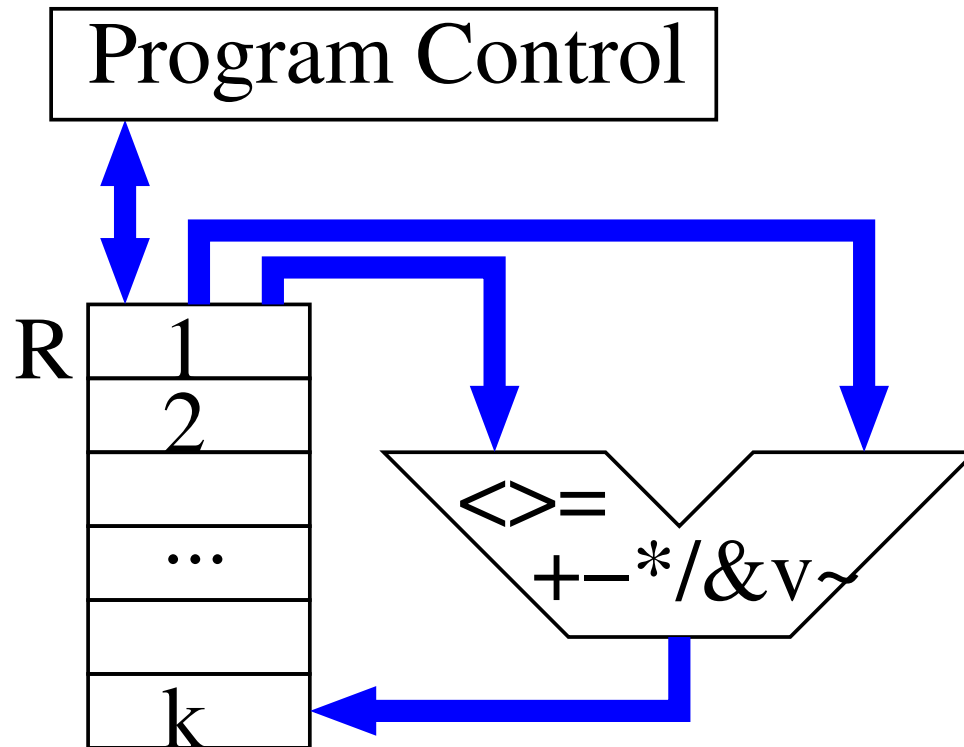 Program Control
R 1
2
<>=
...
+−*/&v~
k